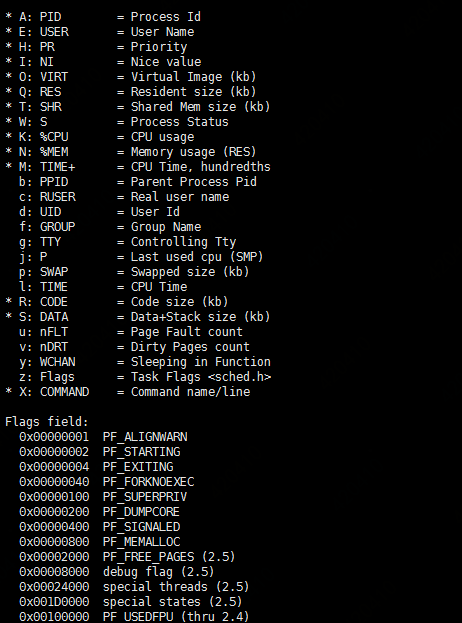 * A: PID        = Process Id
* E: USER       = User Name
* H: PR         = Priority
* I: NI         = Nice value
* O: VIRT       = Virtual Image (kb)
* Q: RES        = Resident size (kb)
* T: SHR        = Shared Mem size (kb)
* W: S          = Process Status
* K: %CPU       = CPU usage
* N: %MEM       = Memory usage (RES)
* M: TIME+      = CPU Time, hundredths
  b: PPID       = Parent Process Pid
  c: RUSER      = Real user name
  d: UID        = User Id
  f: GROUP      = Group Name
  g: TTY        = Controlling Tty
  j: P          = Last used cpu (SMP)
  p: SWAP       = Swapped size (kb)
  l: TIME       = CPU Time
* R: CODE       = Code size (kb)
* S: DATA       = Data+Stack size (kb)
  u: nFLT       = Page Fault count
  v: nDRT       = Dirty Pages count
  y: WCHAN      = Sleeping in Function
  z: Flags      = Task Flags <sched.h>
* X: COMMAND    = Command name/line

Flags field:
  0x00000001  PF_ALIGNWARN
  0x00000002  PF_STARTING
  0x00000004  PF_EXITING
  0x00000040  PF_FORKNOEXEC
  0x00000100  PF_SUPERPRIV
  0x00000200  PF_DUMPCORE
  0x00000400  PF_SIGNALED
  0x00000800  PF_MEMALLOC
  0x00002000  PF_FREE_PAGES (2.5)
  0x00008000  debug flag (2.5)
  0x00024000  special threads (2.5)
  0x001D0000  special states (2.5)
  0x00100000  PF_USEDFPU (thru 2.4)